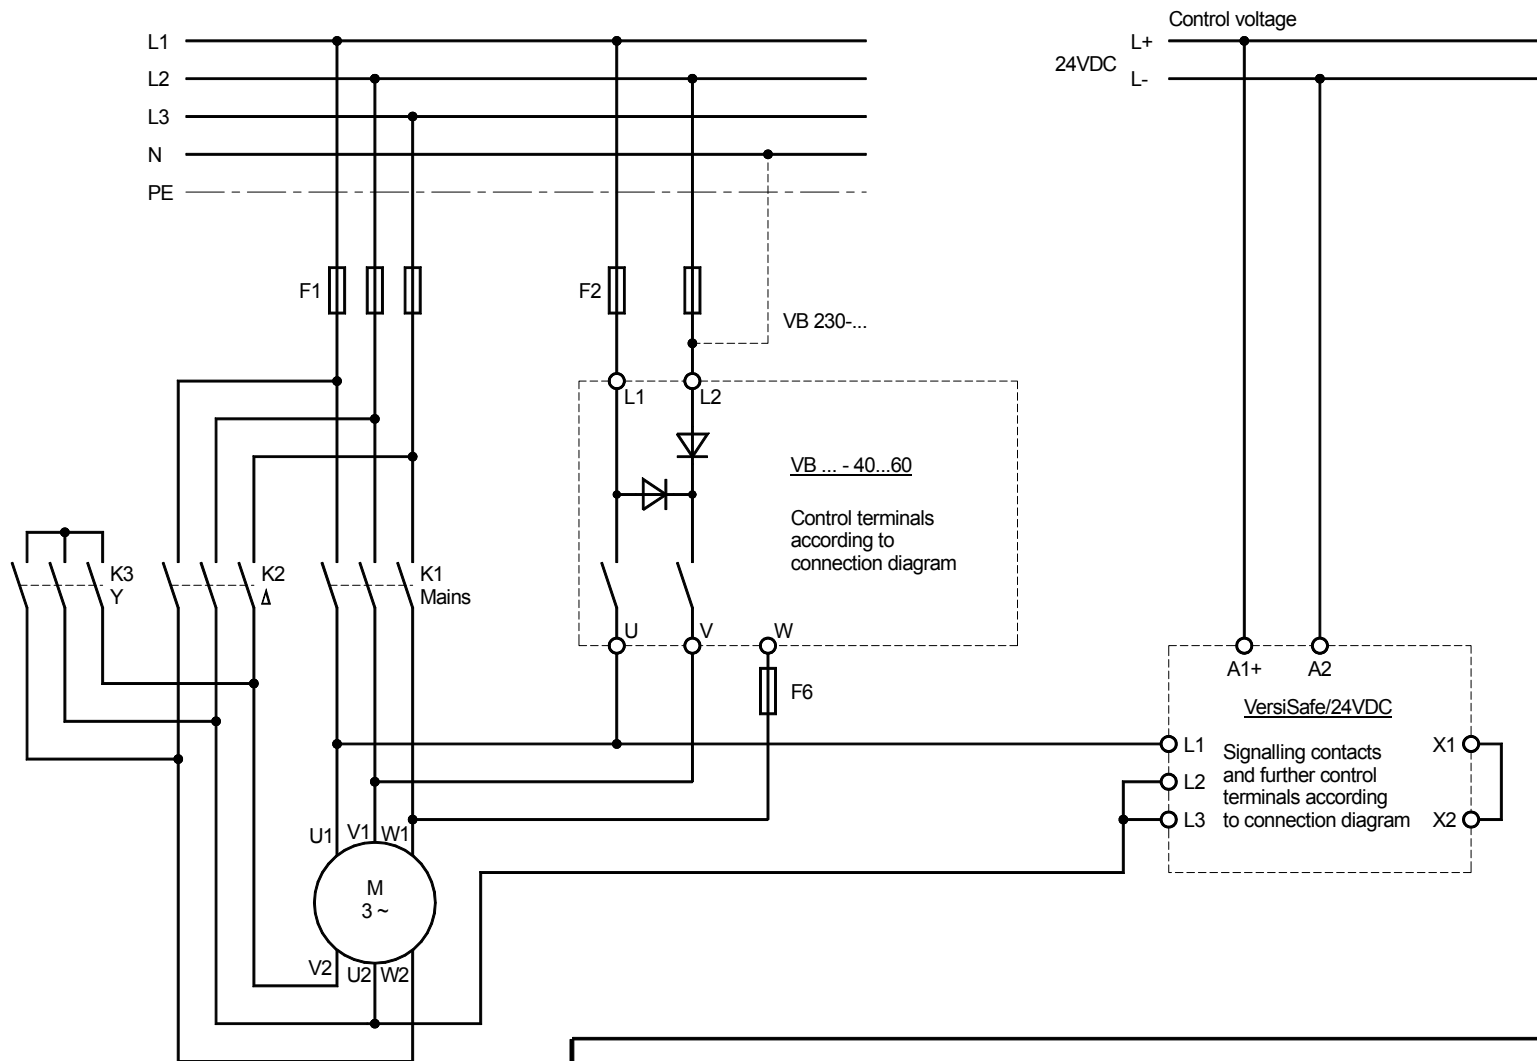 Control voltage
L1
L+
24VDC
L2
L-
L3
N
PE
F1
F2
VB 230-...
L1
L2
VB ... - 40...60
Control terminals
according to
connection diagram
K3
Y
K2
Δ
K1
Mains
U
V
W
F6
A1+
A2
VersiSafe/24VDC
L1
L2
L3
Signalling contacts
and further control
terminals according
to connection diagram
X1
X2
U1
V1
W1
M
3 ~
V2
U2
W2